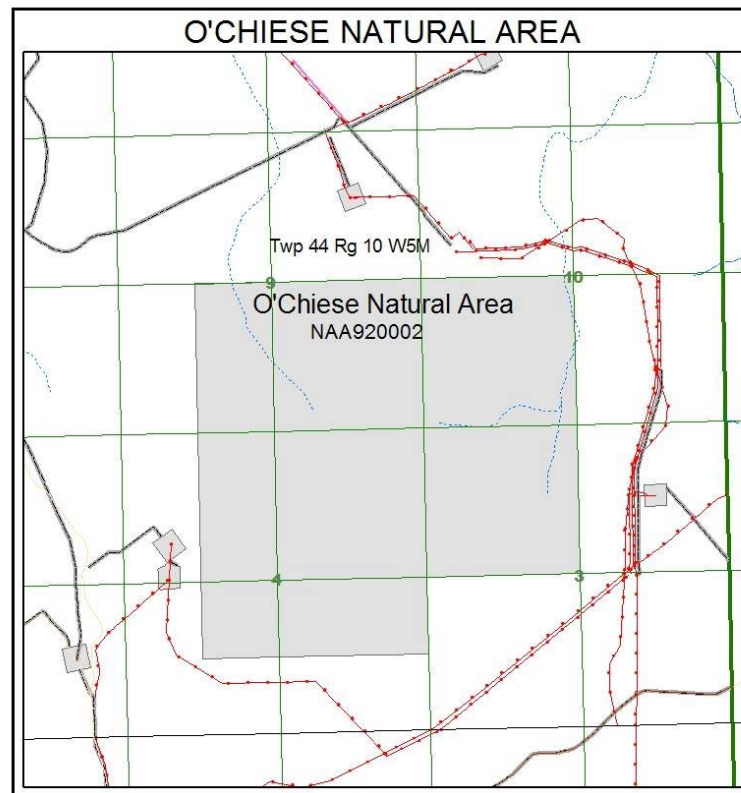 O'CHIESE NATURAL AREA
Twp 44 Rg 10 W5M
9
10
O'Chiese Natural Area
NAA920002
4
3